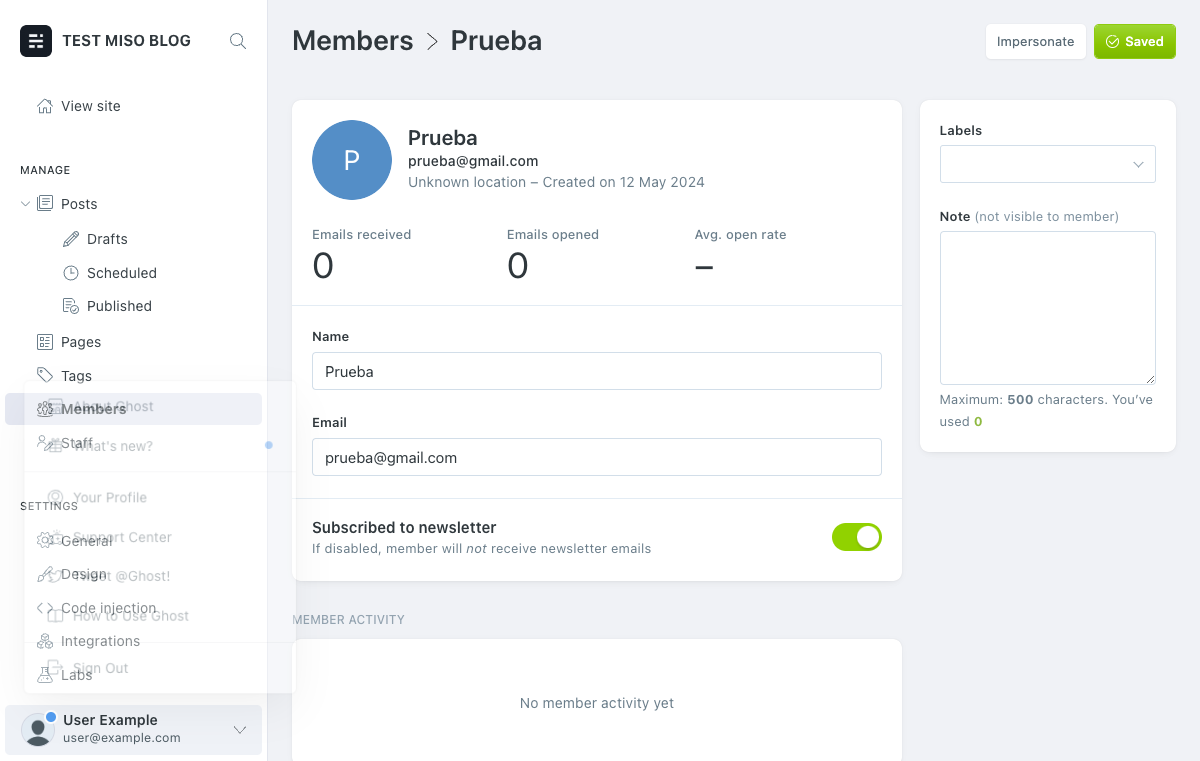 TEST MISO BLOG
View site
MANAGE
Posts
Drafts
Scheduled
Published
Pages
Tags
Members
Staff
SETTINGS
General
Design
Code injection
Integrations
Labs
About Ghost
What's new?
Your Profile
Support Center
Tweet @Ghost!
How to Use Ghost
Sign Out
User Example
user@example.com
Members > Prueba
Impersonate
Saved
P
Prueba
prueba@gmail.com
Unknown location – Created on 12 May 2024
Emails received
0
Emails opened
0
Avg. open rate
–
Name
Prueba
Email
prueba@gmail.com
Subscribed to newsletter
If disabled, member will not receive newsletter emails
MEMBER ACTIVITY
No member activity yet
Labels
Note (not visible to member)
Maximum: 500 characters. You’ve
used 0